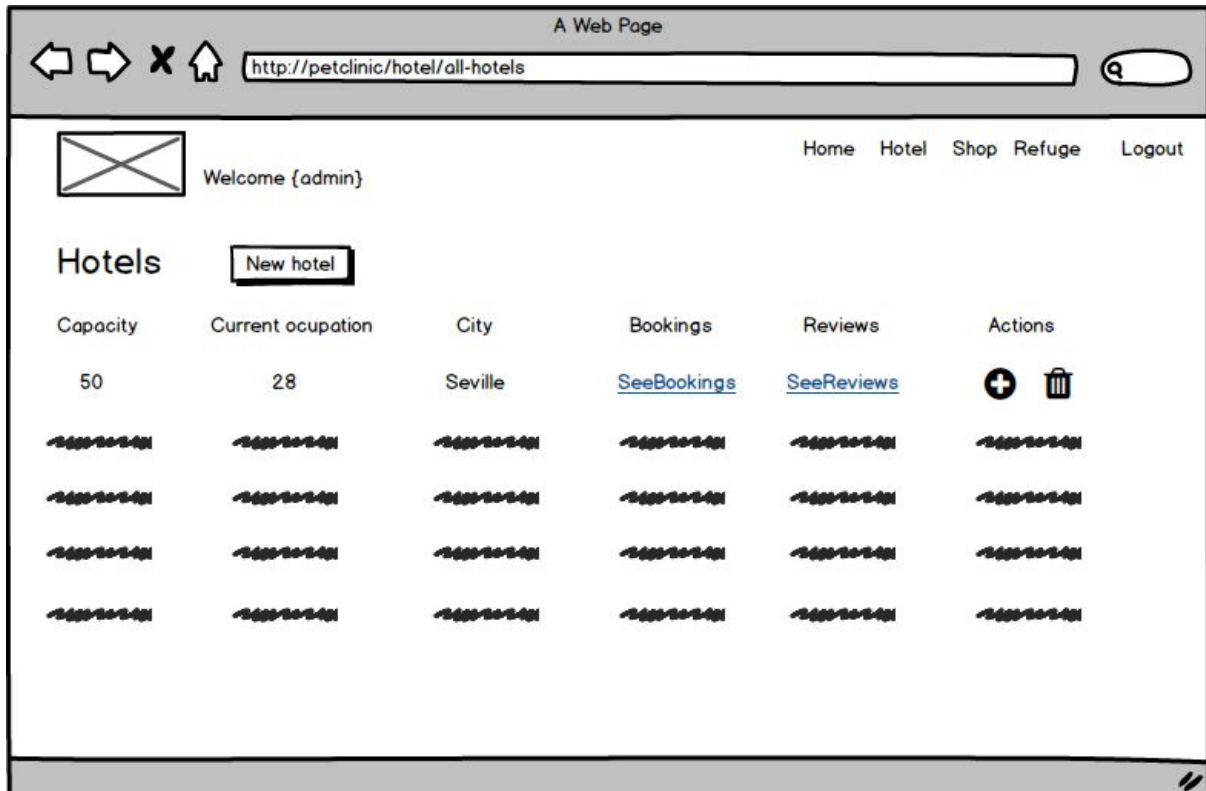 A Web Page
http://petclinic/hotel/all-hotels
Home Hotel Shop Refuge Logout
Welcome {admin}
Hotels New hotel
Capacity Current ocupation City Bookings Reviews Actions
50 28 Seville SeeBookings SeeReviews